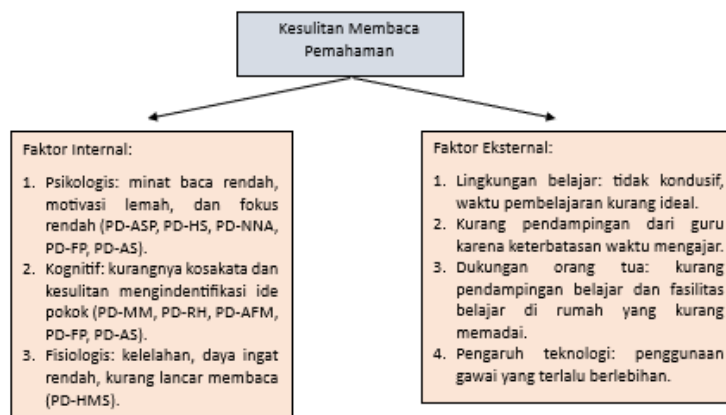 Kesulitan Membaca
Pemahaman
Faktor Internal:
1. Psikologis: minat baca rendah,
motivasi lemah, dan fokus
rendah (PD-ASP, PD-HS, PD-NNA,
PD-FP, PD-AS).
2. Kognitif: kurangnya kosakata dan
kesulitan mengindentifikasi ide
pokok (PD-MM, PD-RH, PD-AFM,
PD-FP, PD-AS).
3. Fisiologis: kelelahan, daya ingat
rendah, kurang lancar membaca
(PD-HMS).
Faktor Eksternal:
1. Lingkungan belajar: tidak kondusif,
waktu pembelajaran kurang ideal.
2. Kurang pendampingan dari guru
karena keterbatasan waktu mengajar.
3. Dukungan orang tua: kurang
pendampingan belajar dan fasilitas
belajar di rumah yang kurang
memadai.
4. Pengaruh teknologi: penggunaan
gawai yang terlalu berlebihan.